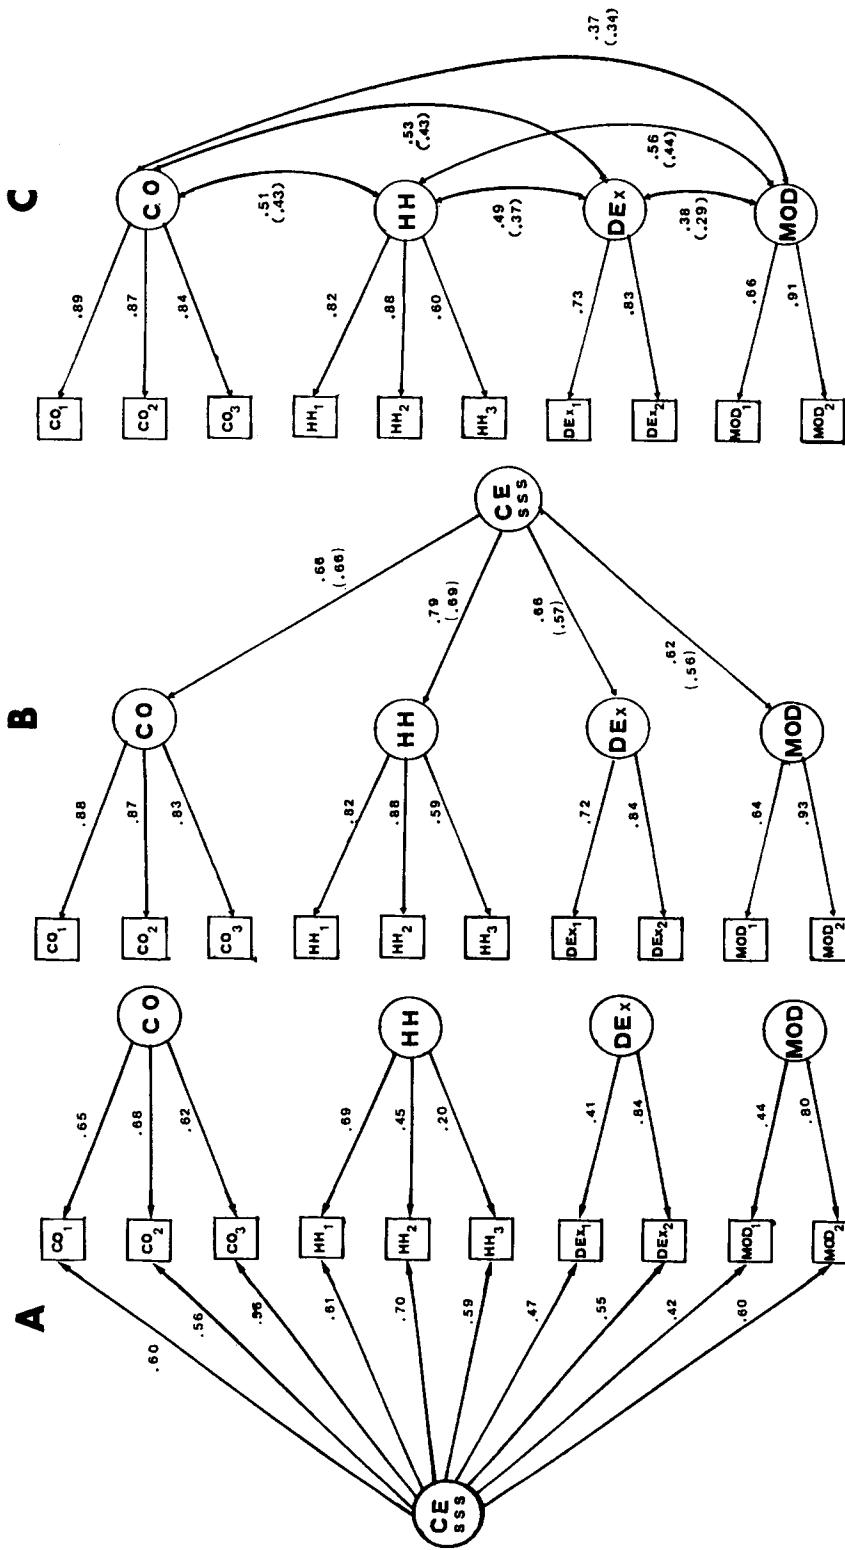 A
CE
SSS
.60
.56
.61
.70
.59
.47
.55
.42
.60
CO1
CO2
CO3
HH1
HH2
HH3
DEx1
DEx2
MOD1
MOD2
.65
.68
.62
.69
.45
.20
.41
.84
.44
.80
CO
HH
DEx
MOD
B
CO1
CO2
CO3
HH1
HH2
HH3
DEx1
DEx2
MOD1
MOD2
.88
.87
.83
.82
.88
.59
.72
.84
.64
.93
CO
HH
DEx
MOD
.66
(.66)
.79
(.69)
.66
(.57)
.62
(.56)
CE
SSS
C
CO1
CO2
CO3
HH1
HH2
HH3
DEx1
DEx2
MOD1
MOD2
.89
.87
.84
.82
.88
.60
.73
.83
.66
.91
CO
HH
DEx
MOD
.51
(.43)
.49
(.37)
.38
(.29)
.53
(.43)
.56
(.44)
.37
(.34)